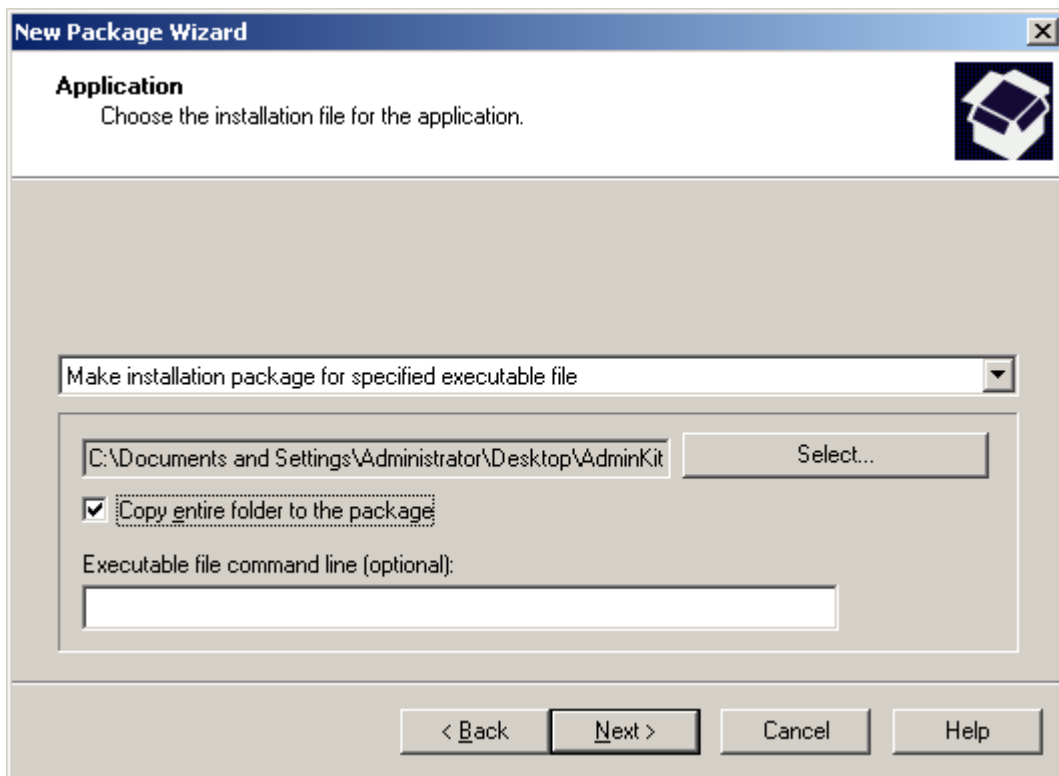 New Package Wizard
Application
Choose the installation file for the application.
Make installation package for specified executable file
C:\Documents and Settings\Administrator\Desktop\AdminKit
Select...
Copy entire folder to the package
Executable file command line (optional):
< Back Next > Cancel Help